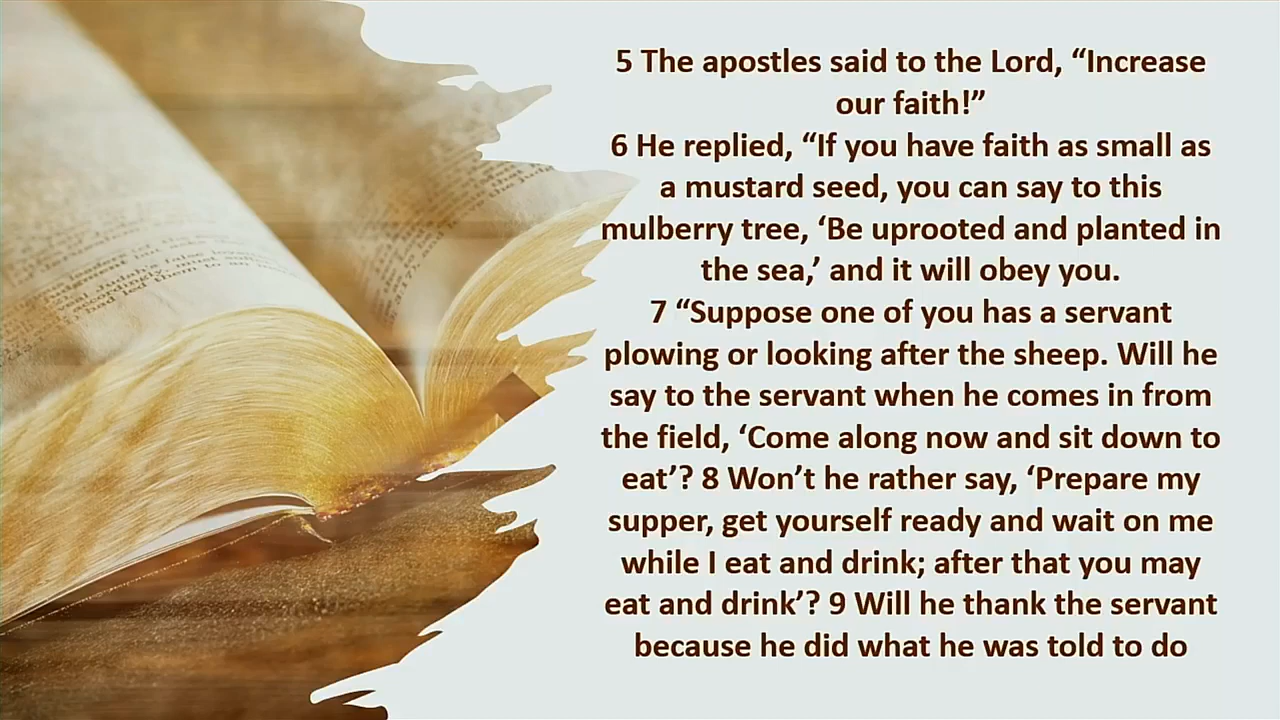 5 The apostles said to the Lord, “Increase
our faith!”
6 He replied, “If you have faith as small as
a mustard seed, you can say to this
mulberry tree, ‘Be uprooted and planted in
the sea,’ and it will obey you.
7 “Suppose one of you has a servant
plowing or looking after the sheep. Will he
say to the servant when he comes in from
the field, ‘Come along now and sit down to
eat’? 8 Won’t he rather say, ‘Prepare my
supper, get yourself ready and wait on me
while I eat and drink; after that you may
eat and drink’? 9 Will he thank the servant
because he did what he was told to do